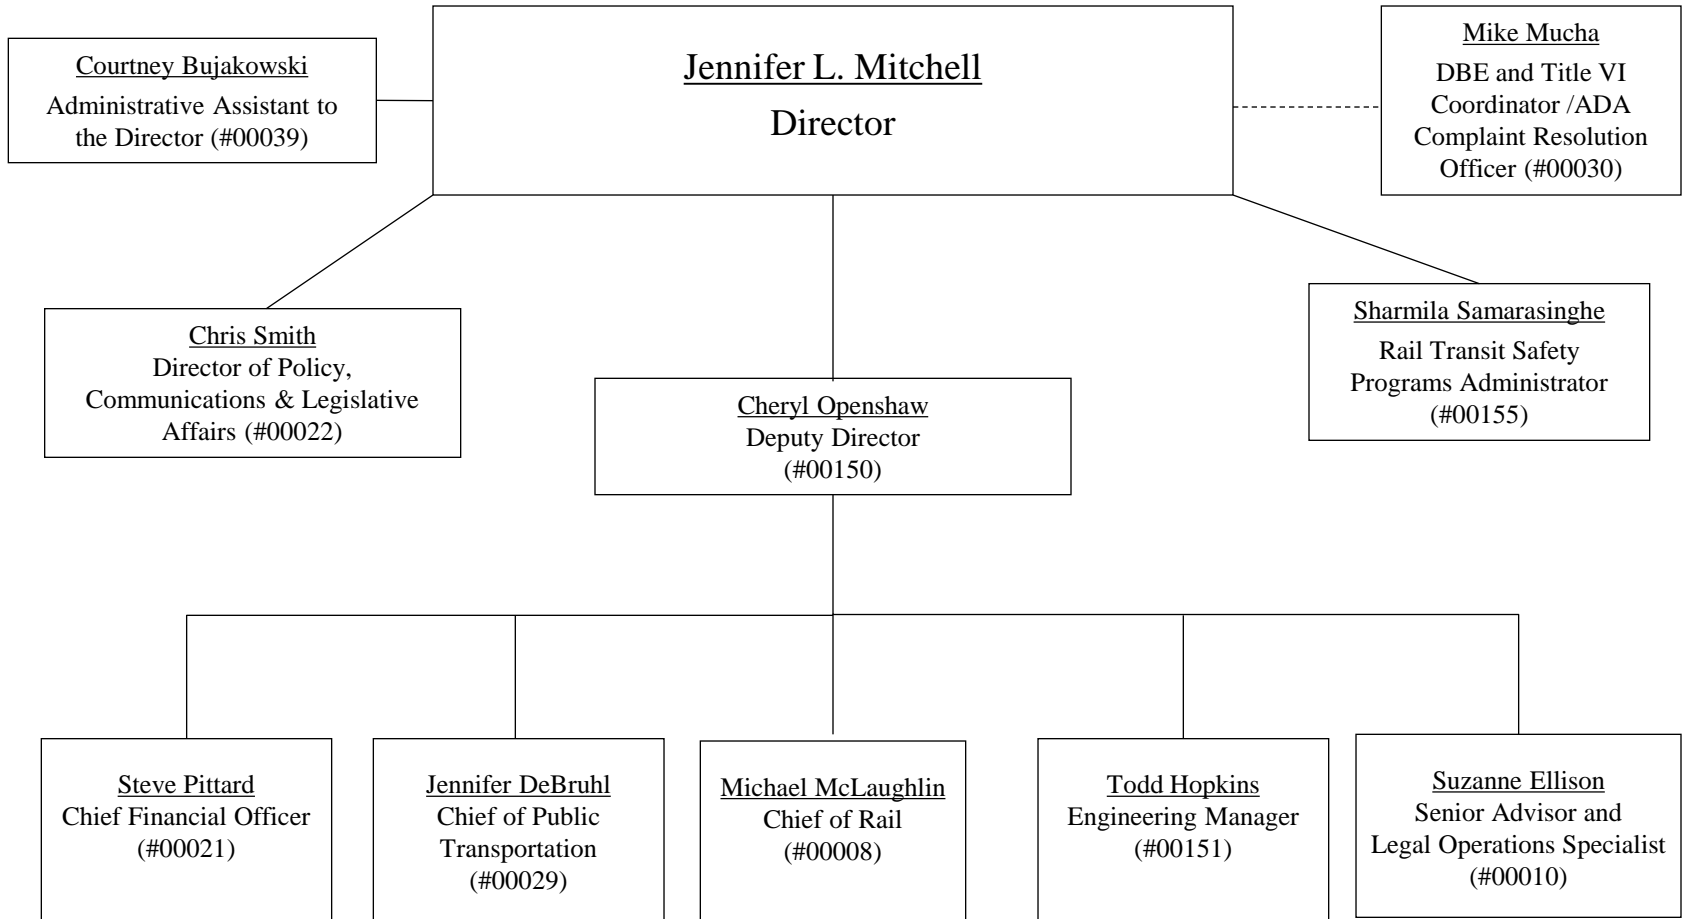 Courtney Bujakowski
Administrative Assistant to
the Director (#00039)
Jennifer L. Mitchell
Director
Mike Mucha
DBE and Title VI
Coordinator /ADA
Complaint Resolution
Officer (#00030)
Chris Smith
Director of Policy,
Communications & Legislative
Affairs (#00022)
Cheryl Openshaw
Deputy Director
(#00150)
Sharmila Samarasinghe
Rail Transit Safety
Programs Administrator
(#00155)
Steve Pittard
Chief Financial Officer
(#00021)
Jennifer DeBruhl
Chief of Public
Transportation
(#00029)
Michael McLaughlin
Chief of Rail
(#00008)
Todd Hopkins
Engineering Manager
(#00151)
Suzanne Ellison
Senior Advisor and
Legal Operations Specialist
(#00010)